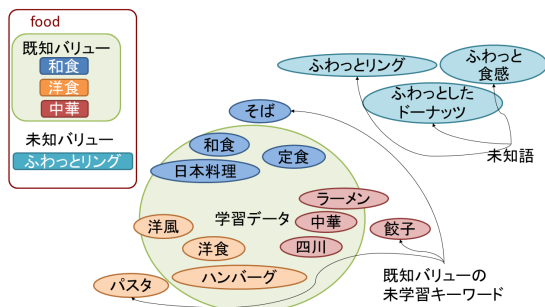 food
既知バリュー
和食
洋食
中華
未知バリュー
ふわっとリング
ふわっとリング
ふわっと
食感
ふわっとした
ドーナッツ
未知語
そば
和食
定食
日本料理
ラーメン
学習データ
中華
餃子
洋風
洋食
四川
ハンバーグ
パスタ
既知バリューの
未学習キーワード